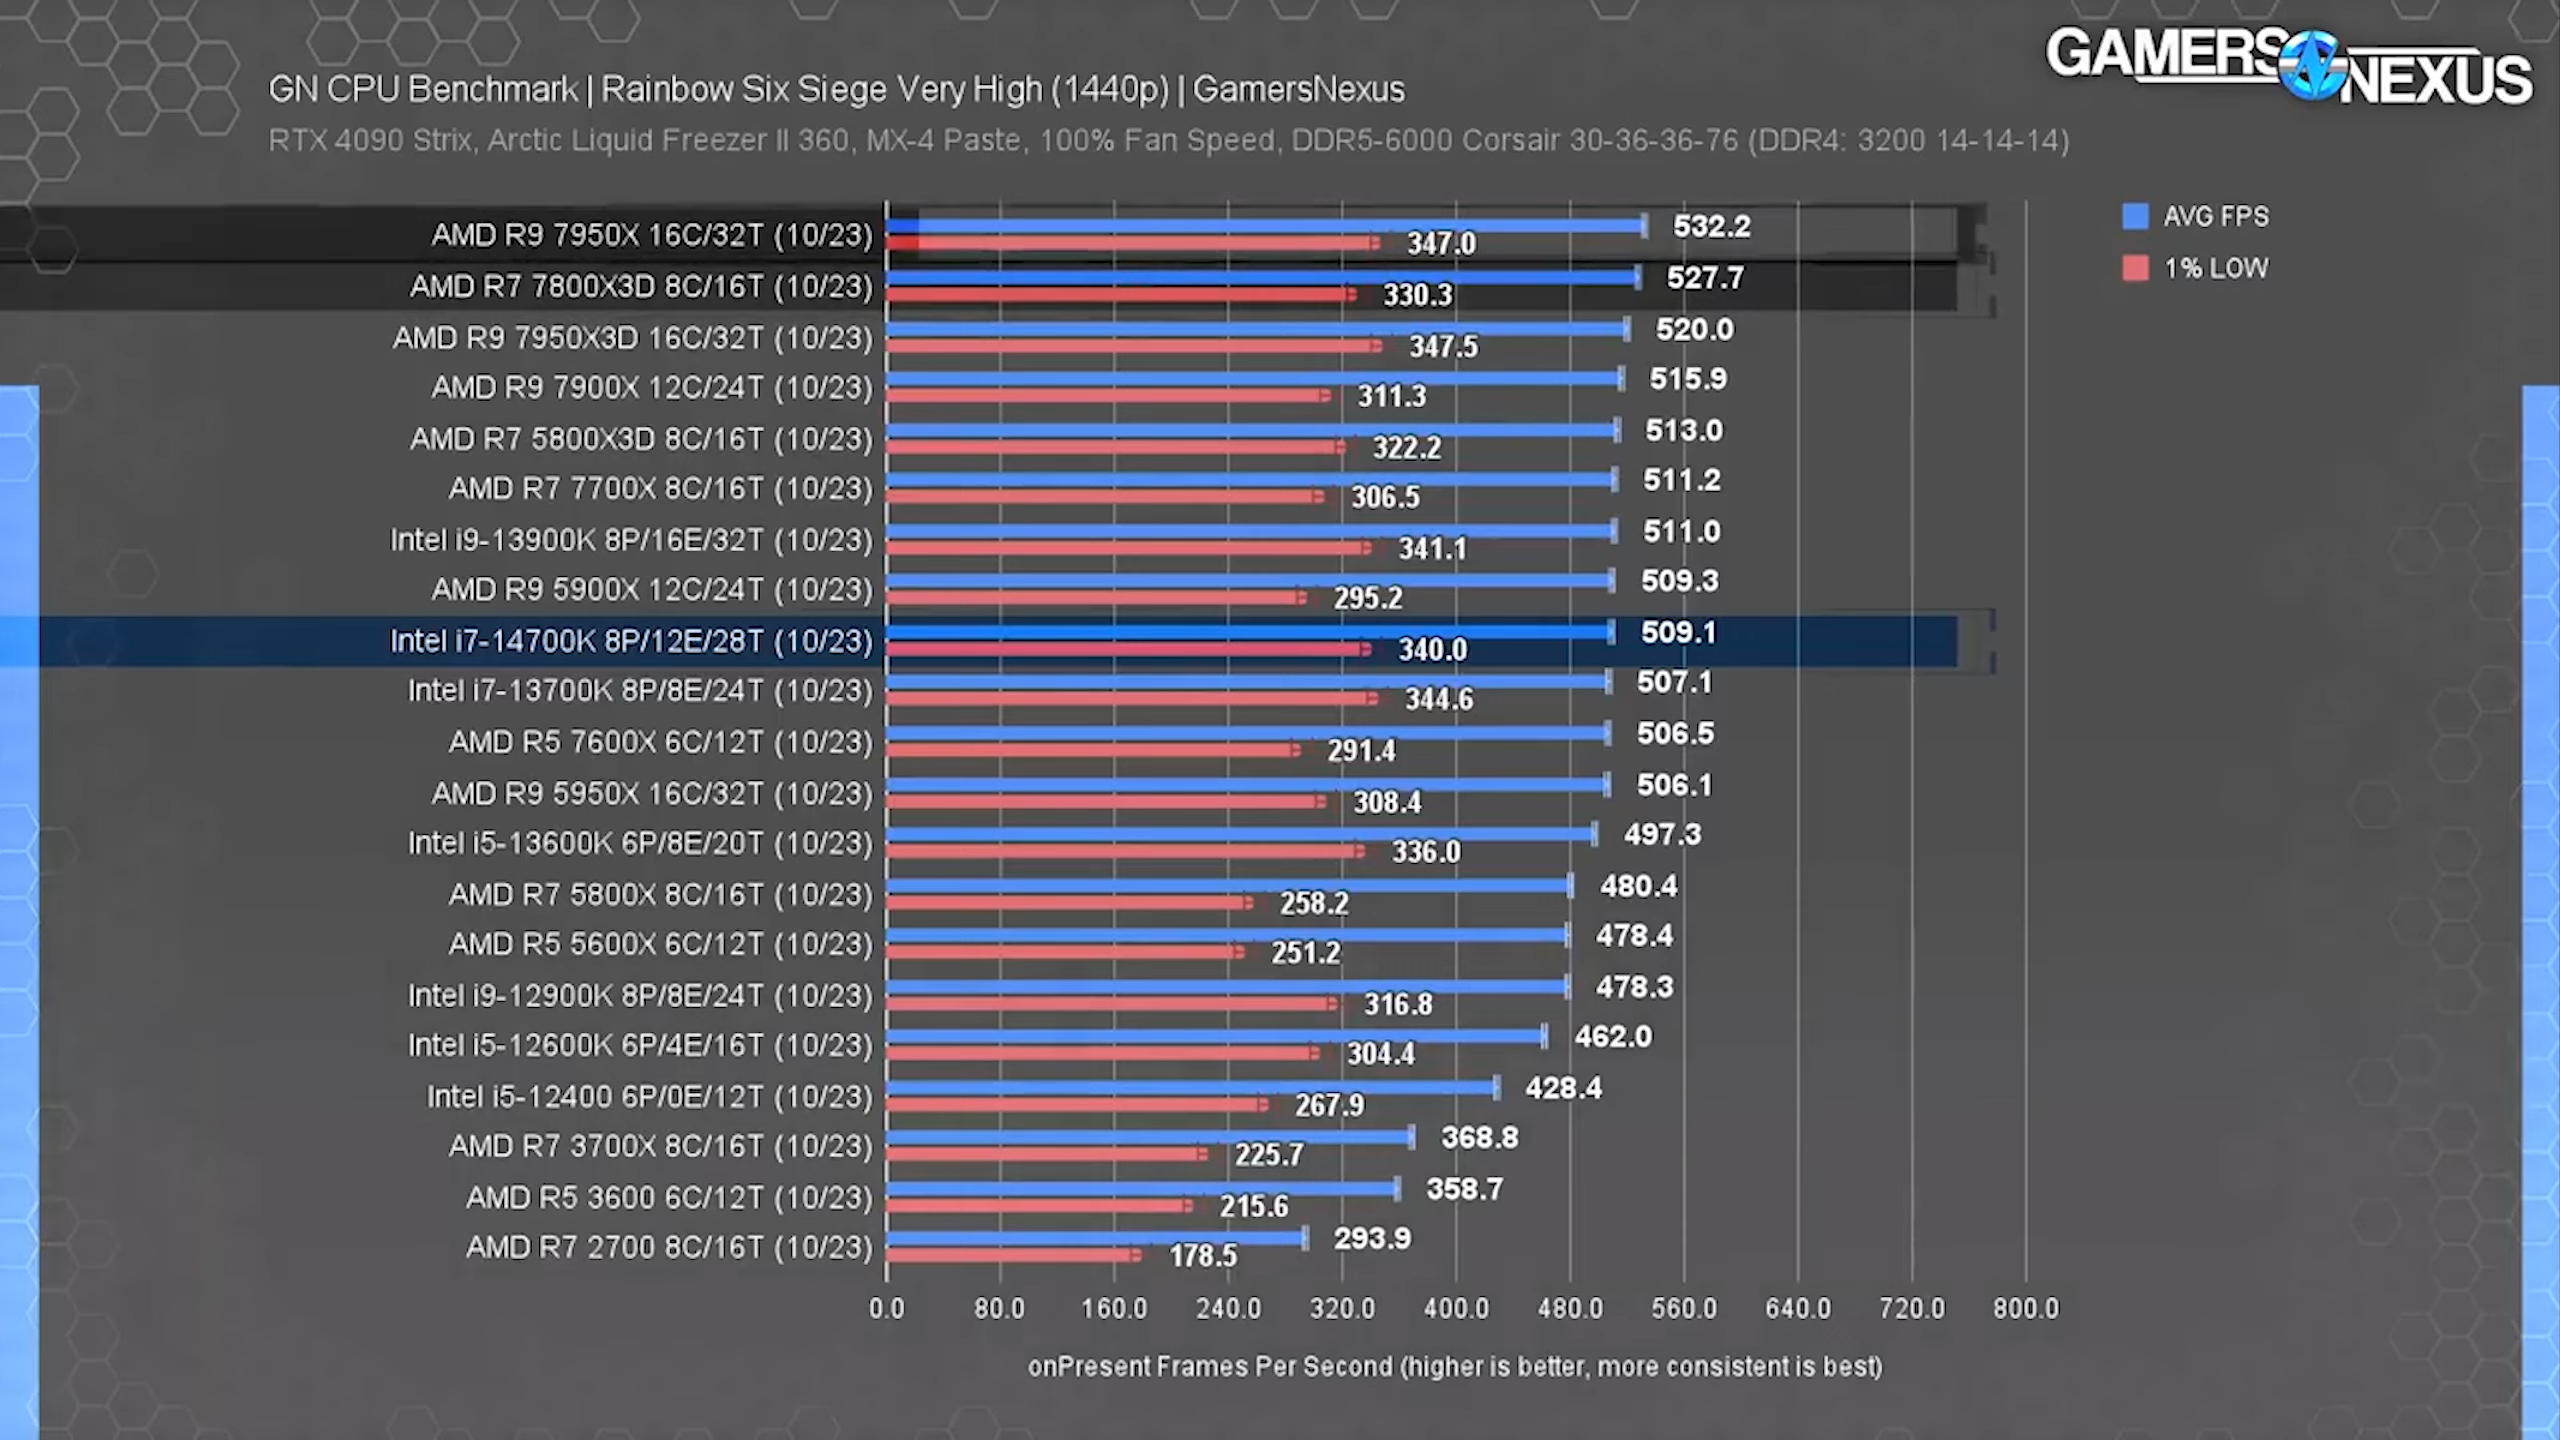 GAMERS NEXUS
GN CPU Benchmark | Rainbow Six Siege Very High (1440p) | GamersNexus
RTX 4090 Strix, Arctic Liquid Freezer II 360, MX-4 Paste, 100% Fan Speed, DDR5-6000 Corsair 30-36-36-76 (DDR4: 3200 14-14-14)
AVG FPS
1% LOW
AMD R9 7950X 16C/32T (10/23) 532.2
347.0
AMD R7 7800X3D 8C/16T (10/23) 527.7
330.3
AMD R9 7950X3D 16C/32T (10/23) 520.0
347.5
AMD R9 7900X 12C/24T (10/23) 515.9
311.3
AMD R7 5800X3D 8C/16T (10/23) 513.0
322.2
AMD R7 7700X 8C/16T (10/23) 511.2
306.5
Intel i9-13900K 8P/16E/32T (10/23) 511.0
341.1
AMD R9 5900X 12C/24T (10/23) 509.3
295.2
Intel i7-14700K 8P/12E/28T (10/23) 509.1
340.0
Intel i7-13700K 8P/8E/24T (10/23) 507.1
344.6
AMD R5 7600X 6C/12T (10/23) 506.5
291.4
AMD R9 5950X 16C/32T (10/23) 506.1
308.4
Intel i5-13600K 6P/8E/20T (10/23) 497.3
336.0
AMD R7 5800X 8C/16T (10/23) 480.4
258.2
AMD R5 5600X 6C/12T (10/23) 478.4
251.2
Intel i9-12900K 8P/8E/24T (10/23) 478.3
316.8
Intel i5-12600K 6P/4E/16T (10/23) 462.0
304.4
Intel i5-12400 6P/0E/12T (10/23) 428.4
267.9
AMD R7 3700X 8C/16T (10/23) 368.8
225.7
AMD R5 3600 6C/12T (10/23) 358.7
215.6
AMD R7 2700 8C/16T (10/23) 293.9
178.5
0.0 80.0 160.0 240.0 320.0 400.0 480.0 560.0 640.0 720.0 800.0
onPresent Frames Per Second (higher is better, more consistent is best)